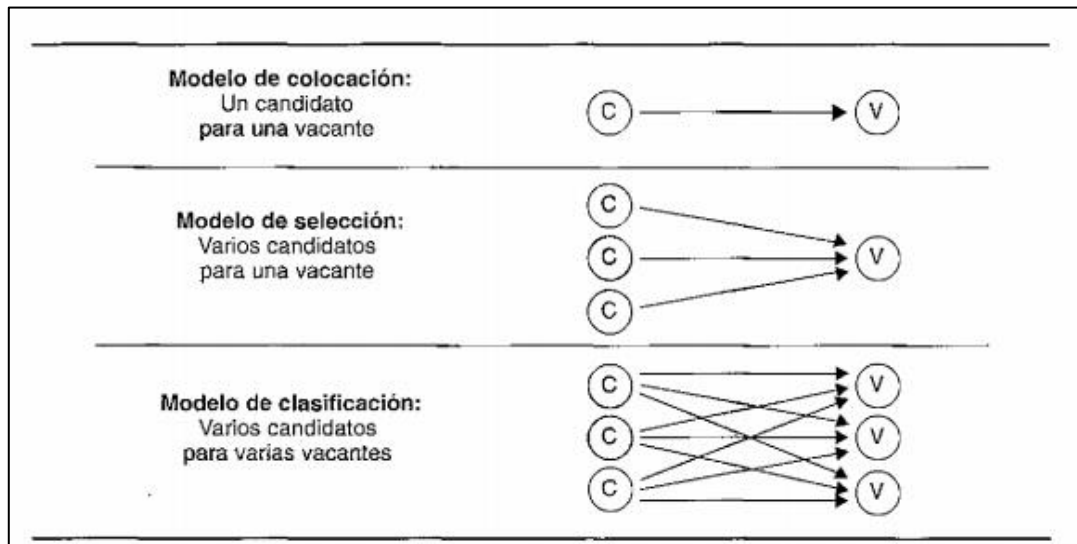 Modelo de colocación:
Un candidato
para una vacante
C
V
Modelo de selección:
Varios candidatos
para una vacante
C
C
C
V
Modelo de clasificación:
Varios candidatos
para varias vacantes
C
C
C
V
V
V